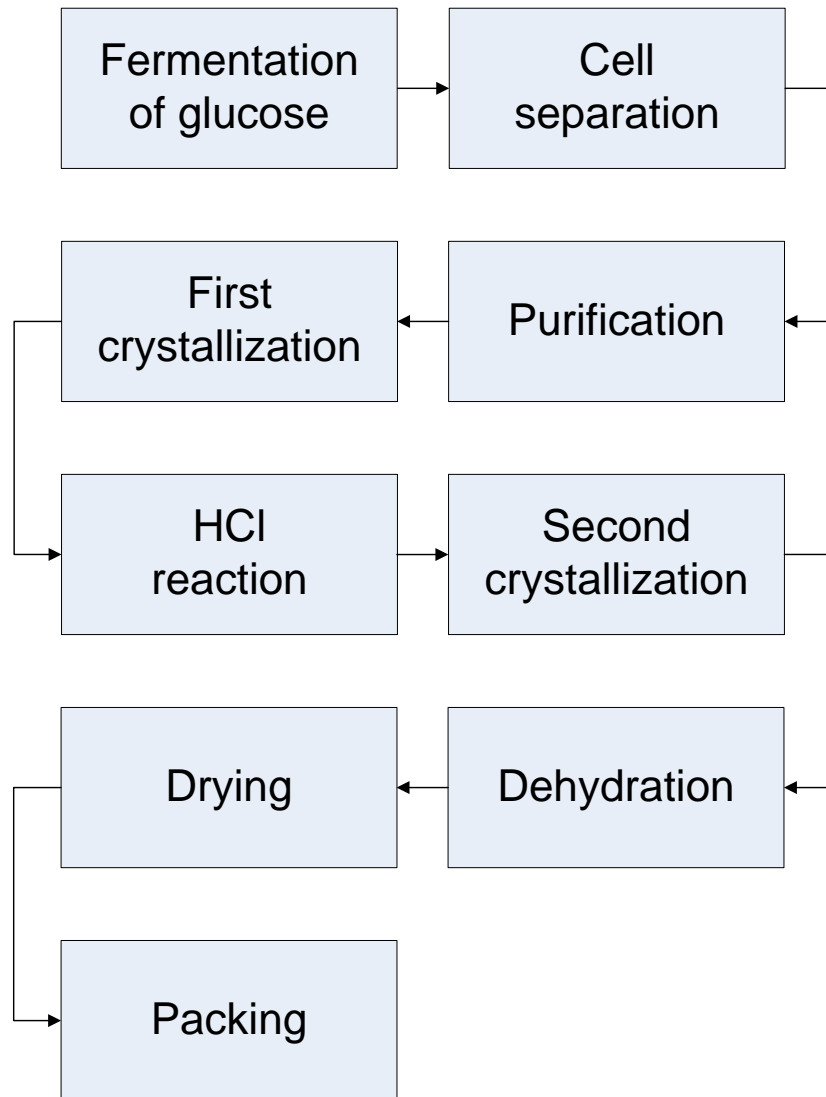 Fermentation
of glucose
Cell
separation
First
crystallization
Purification
HCl
reaction
Second
crystallization
Drying
Dehydration
Packing